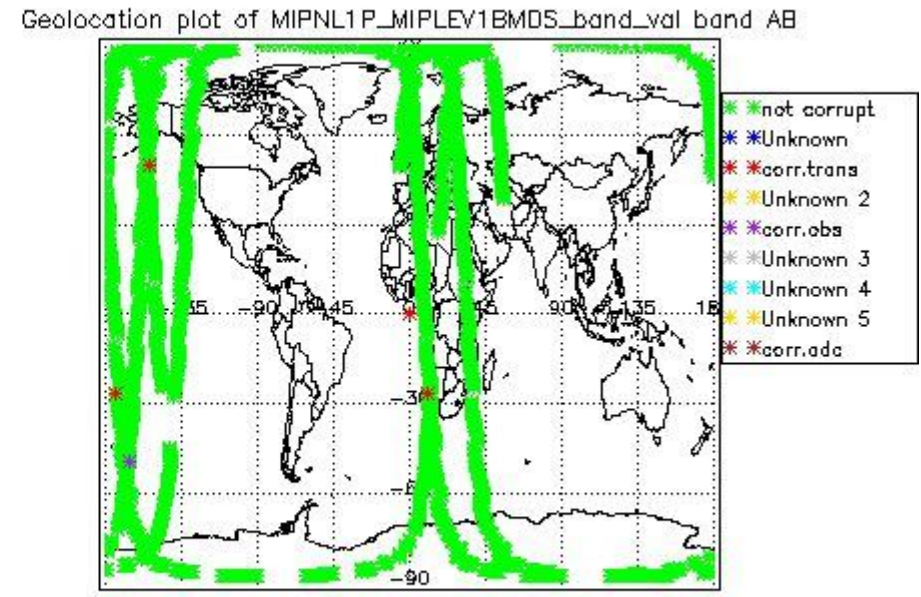 Geolocation plot of MIPNL1P_MIPLEV1BMDS_band_val band AB
not corrupt
Unknown
corr.trans
Unknown 2
corr.obs
Unknown 3
Unknown 4
Unknown 5
corr.adc
-90
-45
90
135
-90